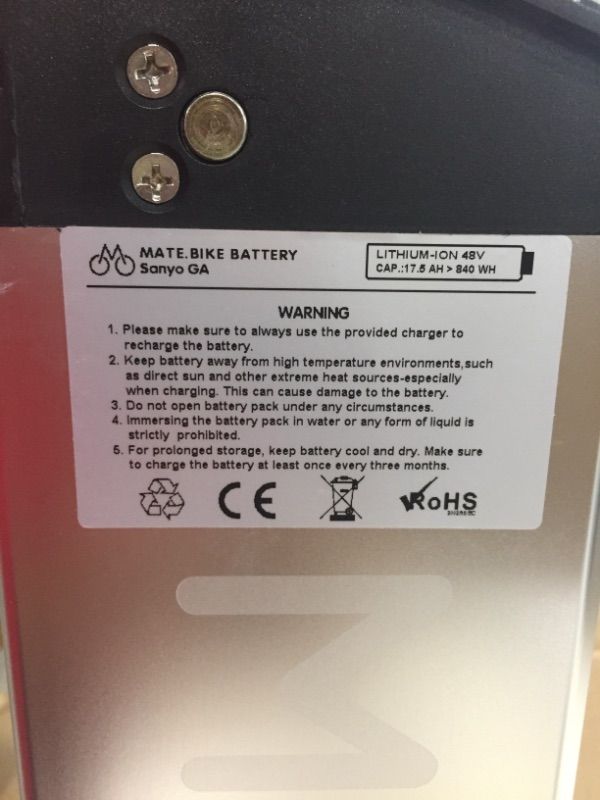 MATE.BIKE BATTERY
Sanyo GA
LITHIUM-ION 48V
CAP.:17.5 AH > 840 WH
WARNING
1. Please make sure to always use the provided charger to
recharge the battery.
2. Keep battery away from high temperature environments,such
as direct sun and other extreme heat sources-especially
when charging. This can cause damage to the battery.
3. Do not open battery pack under any circumstances.
4. Immersing the battery pack in water or any form of liquid is
strictly prohibited.
5. For prolonged storage, keep battery cool and dry. Make sure
to charge the battery at least once every three months.
CE
RoHS